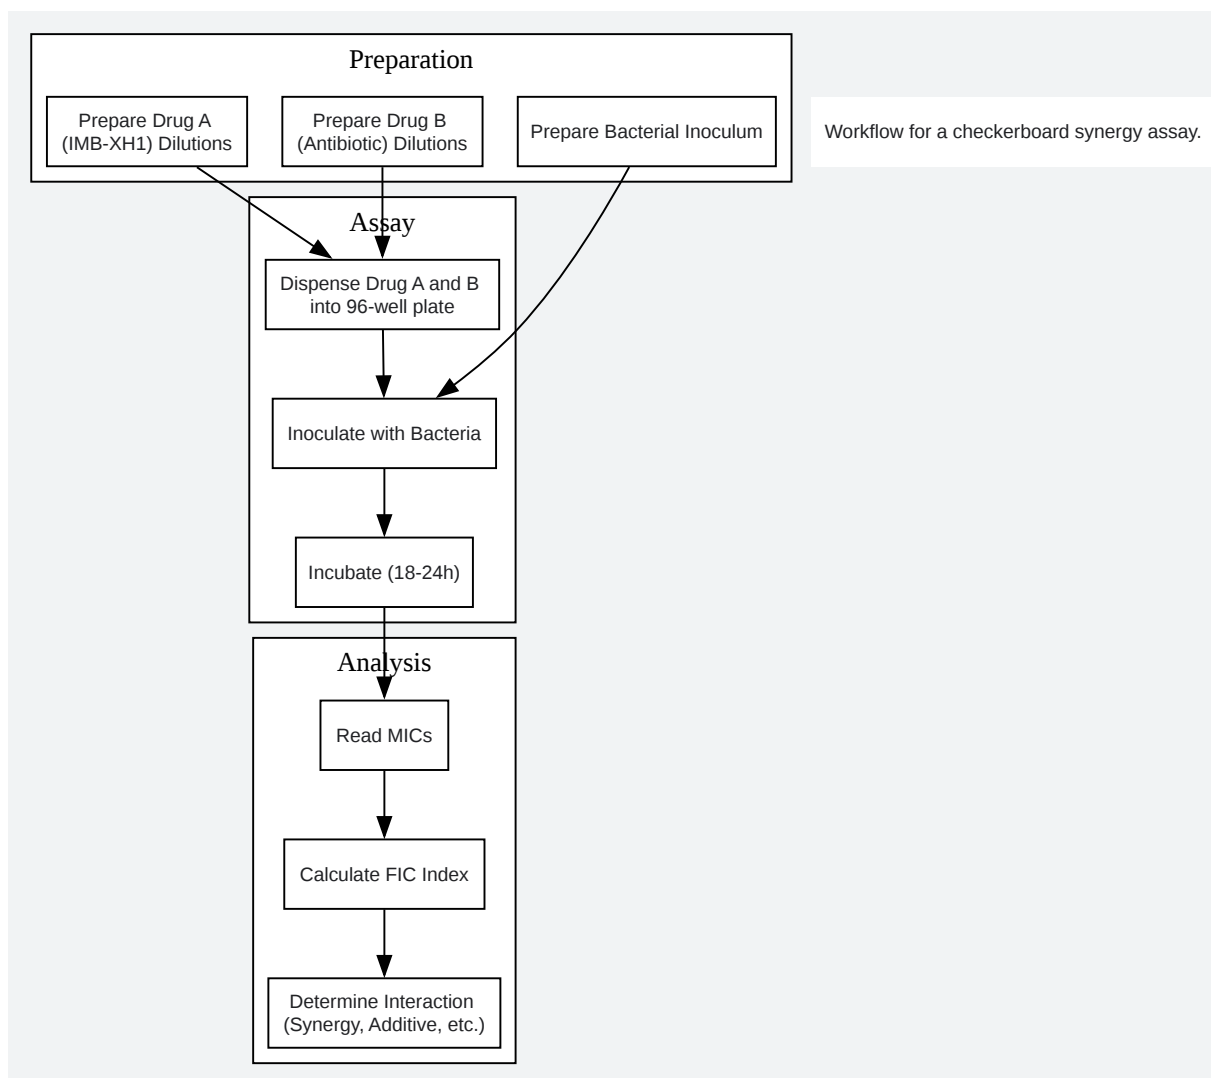 Preparation
Prepare Drug A
(IMB-XH1) Dilutions
Prepare Drug B
(Antibiotic) Dilutions
Prepare Bacterial Inoculum
Workflow for a checkerboard synergy assay.
Assay
Dispense Drug A and B
into 96-well plate
Inoculate with Bacteria
Incubate (18-24h)
Analysis
Read MICs
Calculate FIC Index
Determine Interaction
(Synergy, Additive, etc.)